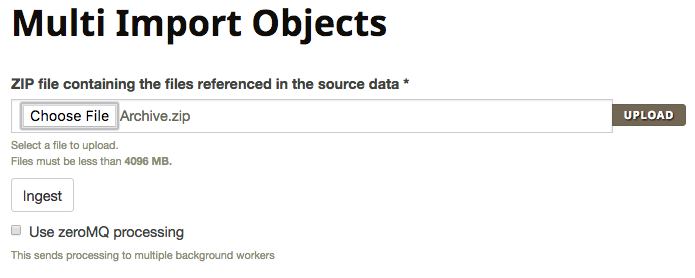 Multi Import Objects
ZIP file containing the files referenced in the source data *
Choose File Archive.zip UPLOAD
Select a file to upload.
Files must be less than 4096 MB.
Ingest
Use zeroMQ processing
This sends processing to multiple background workers